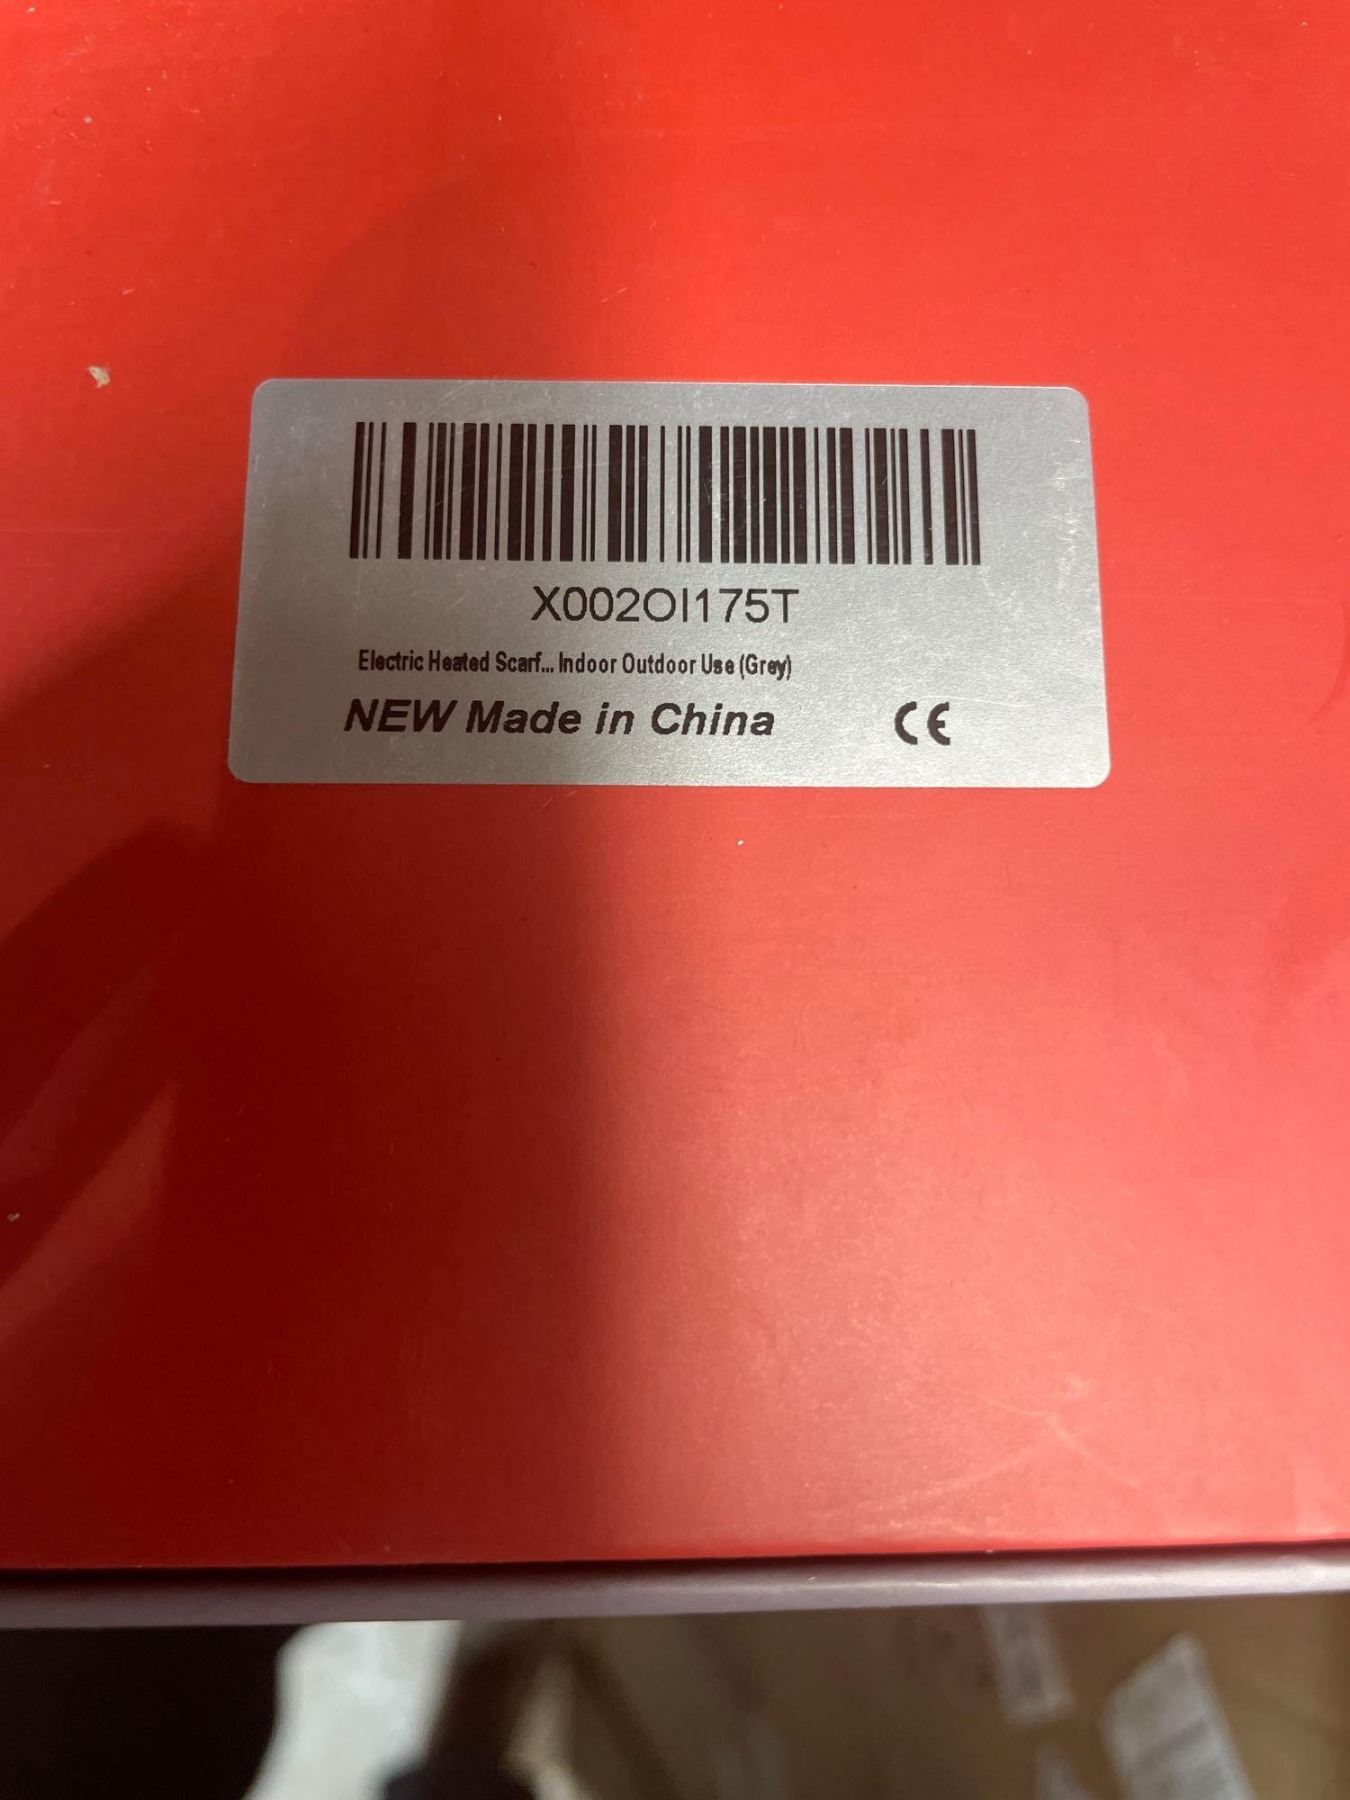 X002OI175T
Electric Heated Scarf... Indoor Outdoor Use (Grey)
NEW Made in China CE